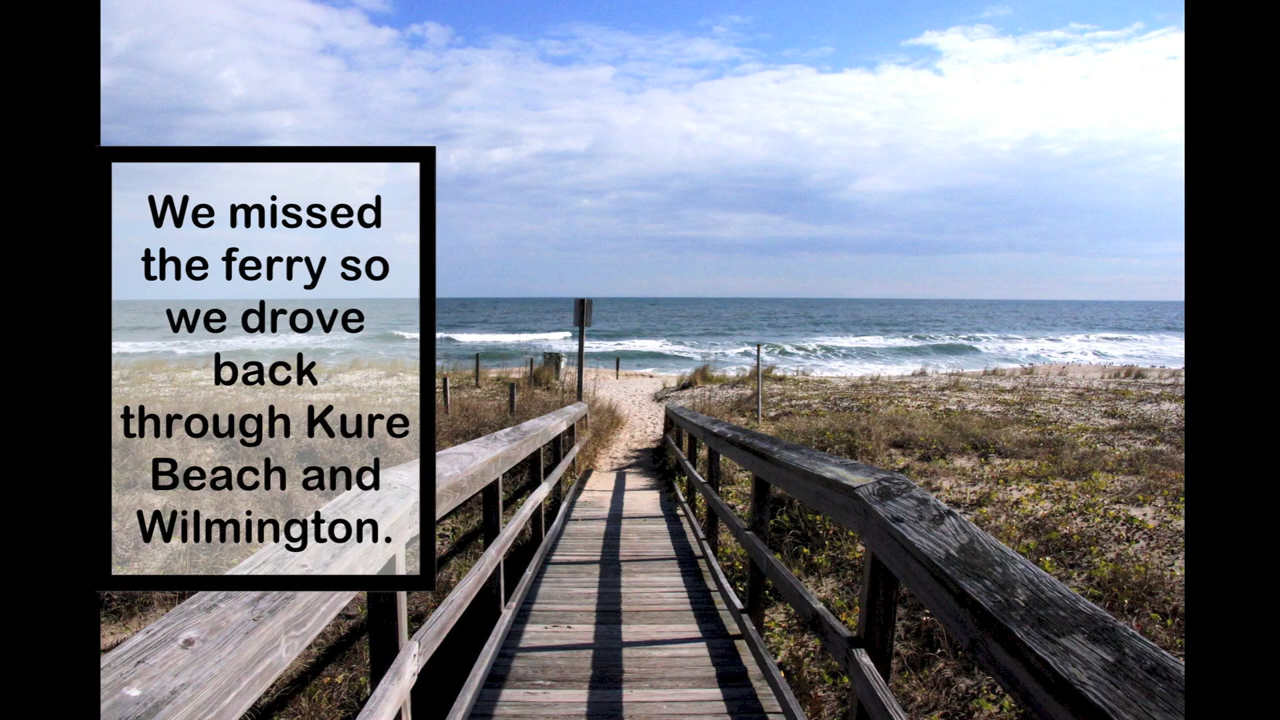 We missed
the ferry so
we drove
back
through Kure
Beach and
Wilmington.